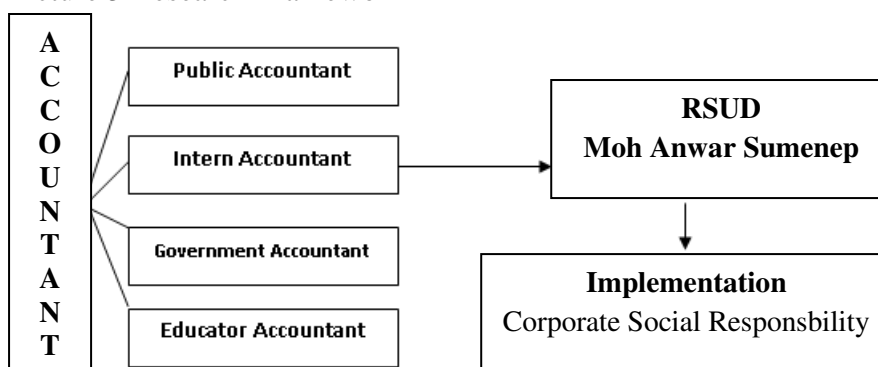 A
C
C
O
U
N
T
A
N
T
Public Accountant
Intern Accountant
Government Accountant
Educator Accountant
RSUD
Moh Anwar Sumenep
Implementation
Corporate Social Responsbility